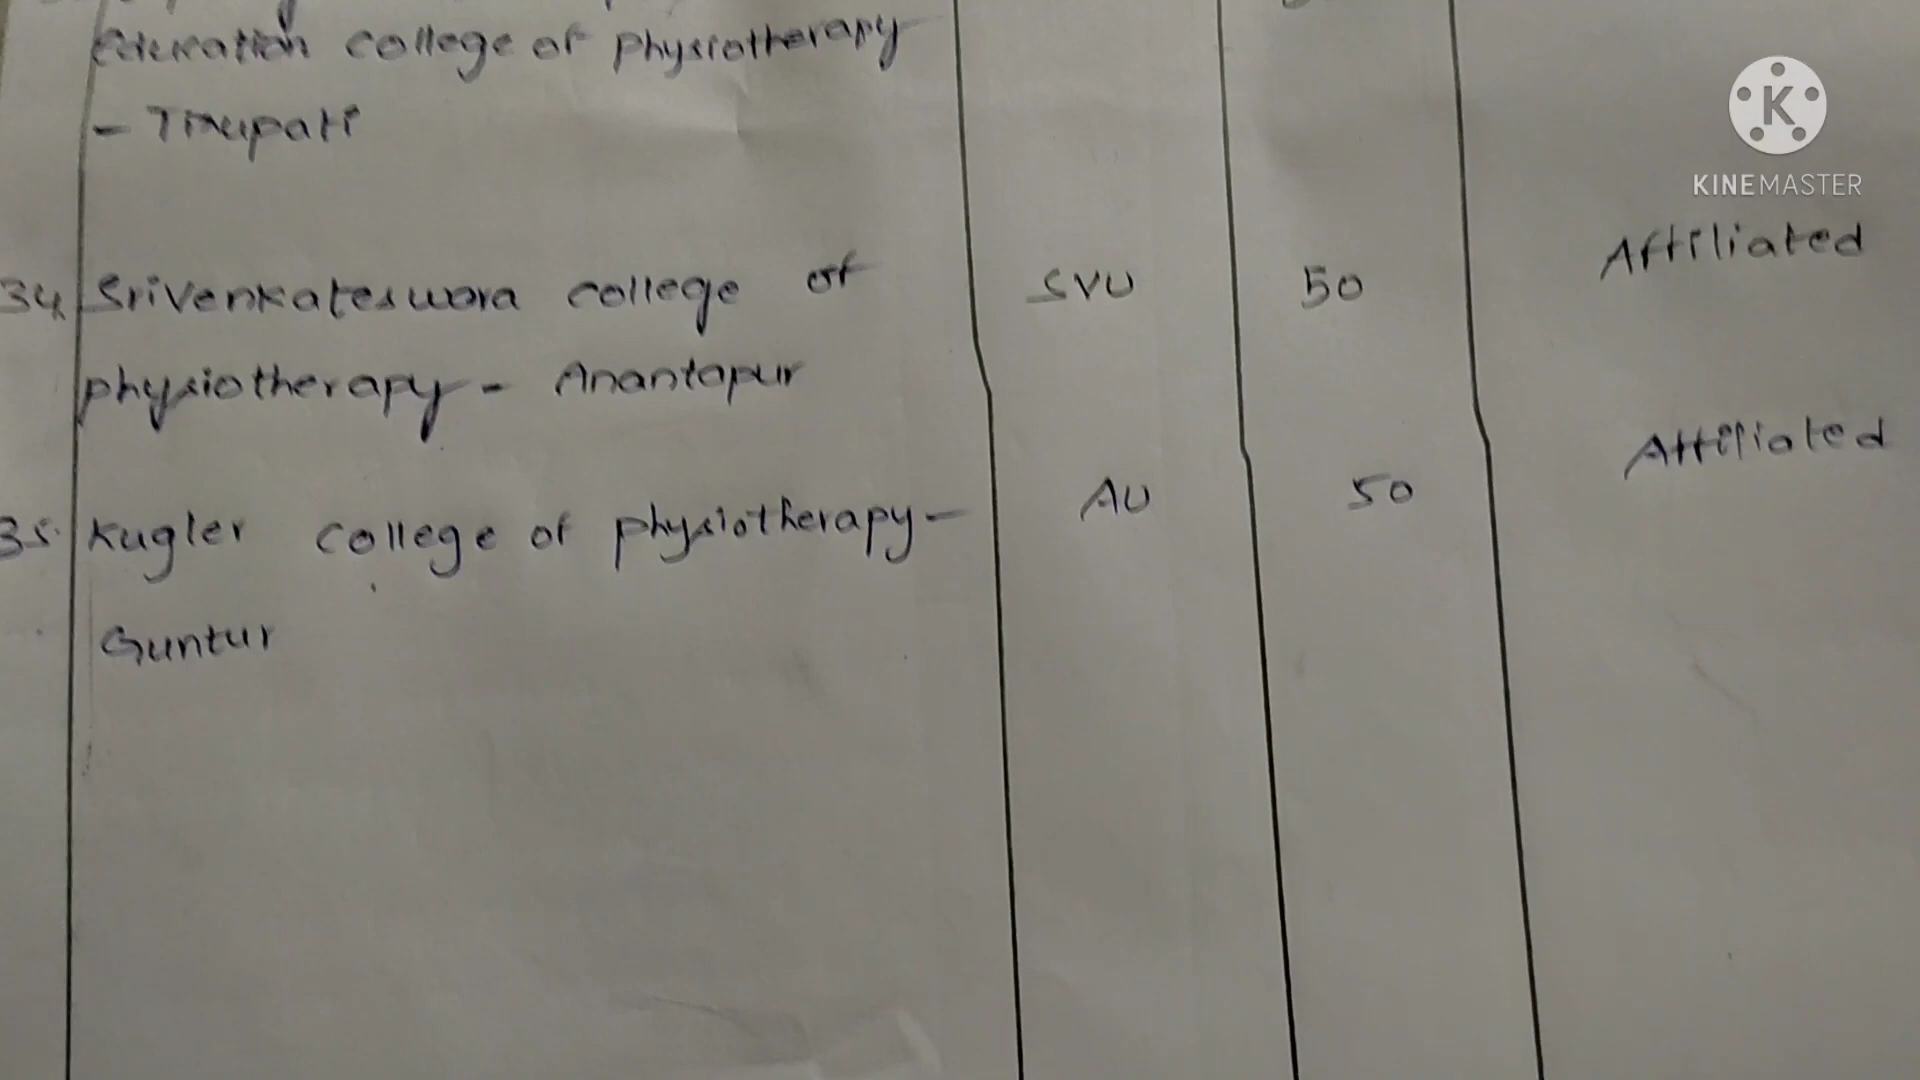 Education college of physiotherapy
- Tirupati
34. Srivenkateswara college of SVU 50 Affiliated
physiotherapy - Anantapur
35. Kugler college of physiotherapy - AU 50 Affiliated
Guntur
K
KINEMASTER